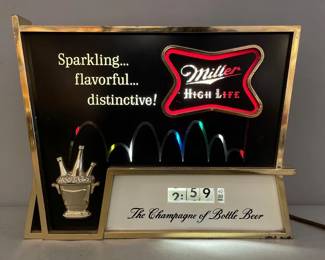 Sparkling...
flavorful...
distinctive!
Miller
HIGH LIFE
2:59
The Champagne of Bottle Beer